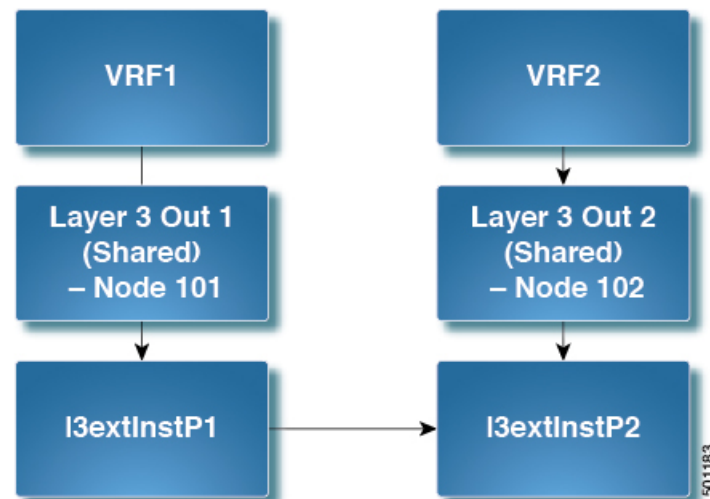 VRF1
VRF2
Layer 3 Out 1
(Shared)
– Node 101
Layer 3 Out 2
(Shared)
– Node 102
l3extInstP1
l3extInstP2
501183